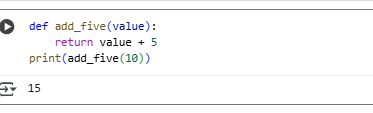 def add_five(value):
    return value + 5
print(add_five(10))
15